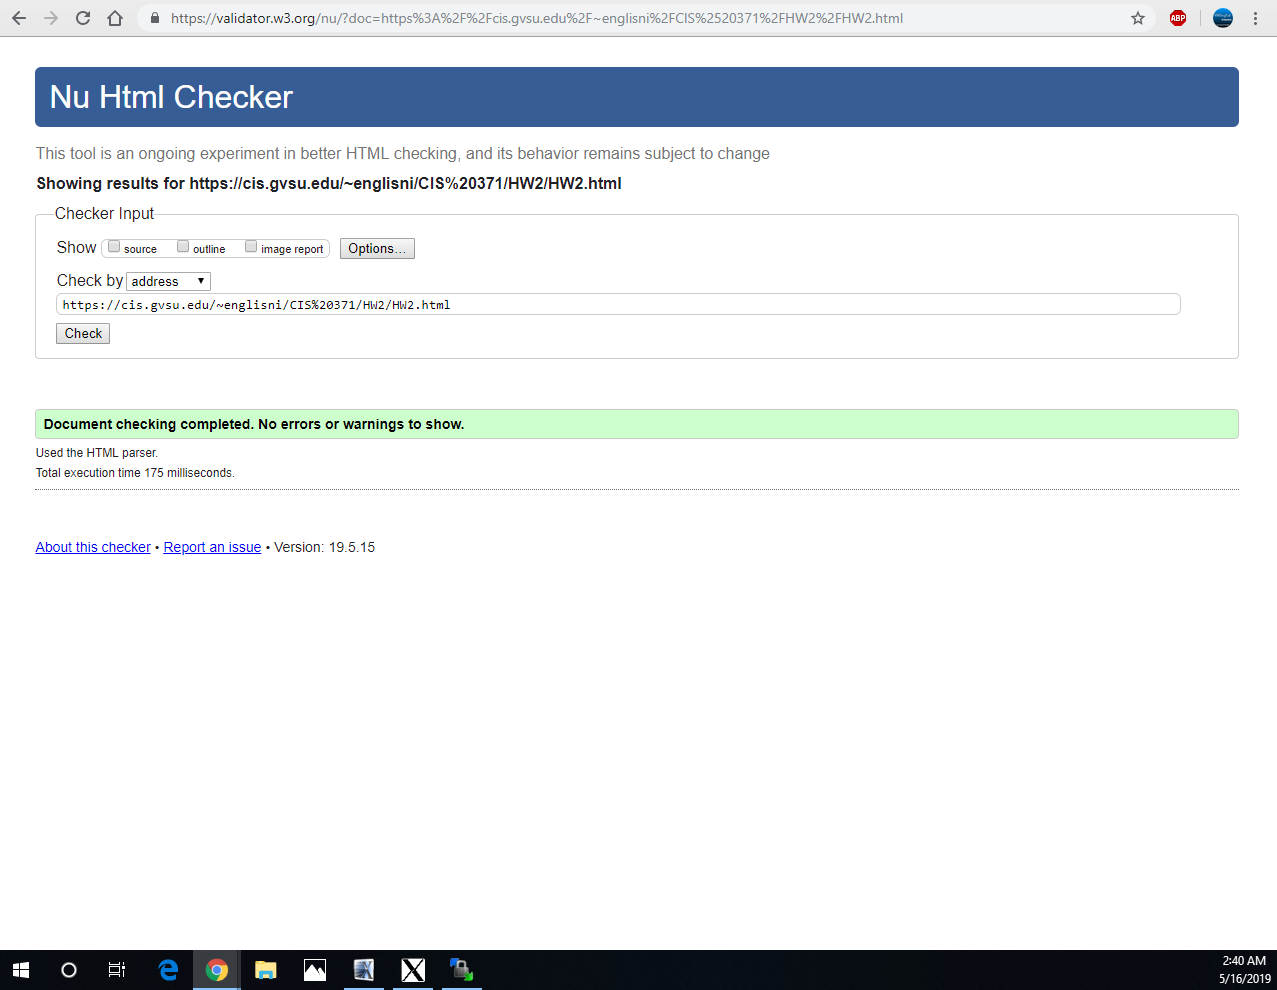 https://validator.w3.org/nu/?doc=https%3A%2F%2Fcis.gvsu.edu%2F~englisni%2FCIS%2520371%2FHW2%2FHW2.html
ABP
Nu Html Checker
This tool is an ongoing experiment in better HTML checking, and its behavior remains subject to change
Showing results for https://cis.gvsu.edu/~englisni/CIS%20371/HW2/HW2.html
Checker Input
Show source outline image report Options...
Check by address
https://cis.gvsu.edu/~englisni/CIS%20371/HW2/HW2.html
Check
Document checking completed. No errors or warnings to show.
Used the HTML parser.
Total execution time 175 milliseconds.
About this checker • Report an issue • Version: 19.5.15
2:40 AM
5/16/2019